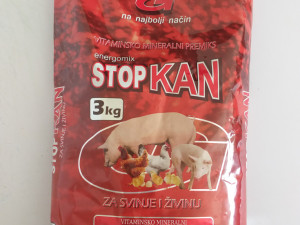 na najbolji način
VITAMINSKO MINERALNI PREMIKS
energomix
STOP KAN
3kg
ZA SVINJE I ŽIVINU
VITAMINSKO MINERALNI